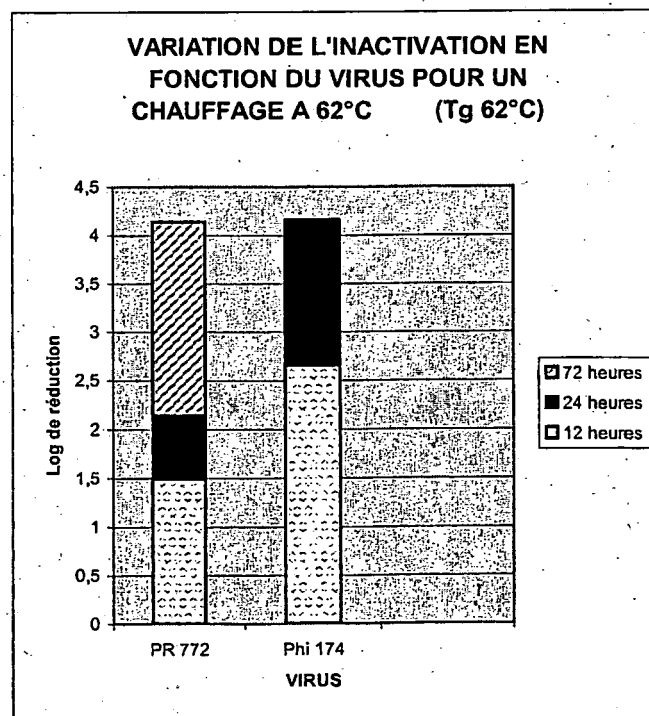 VARIATION DE L'INACTIVATION EN
FONCTION DU VIRUS POUR UN
CHAUFFAGE A 62°C (Tg 62°C)
4,5
4
3,5
3
2,5
2
1,5
1
0,5
0
Log de réduction
PR 772 Phi 174
VIRUS
72 heures
24 heures
12 heures